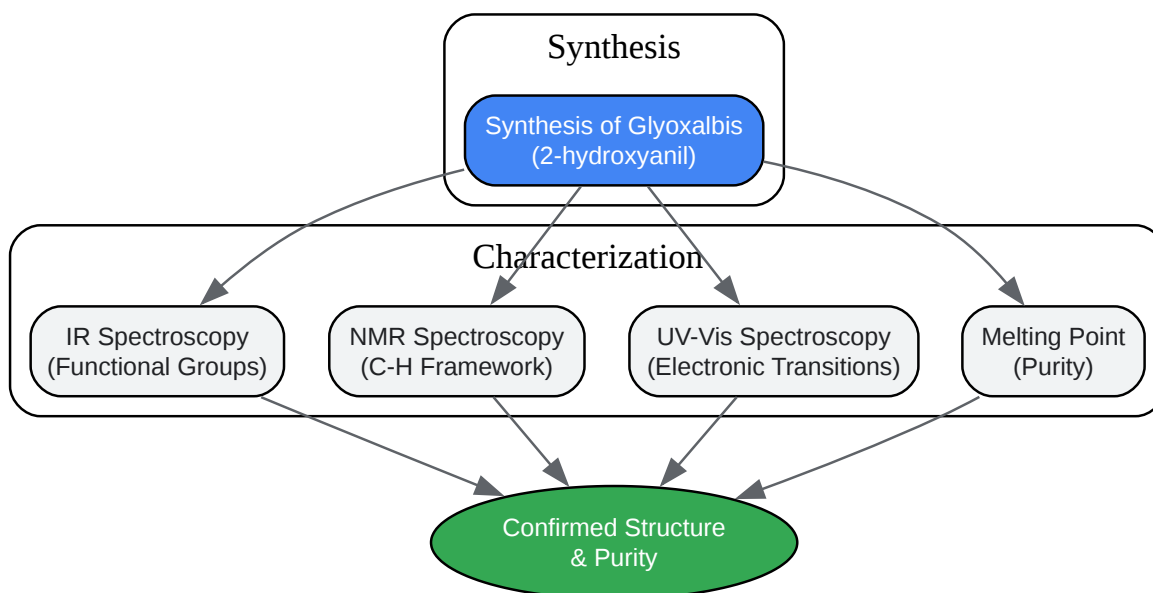 Synthesis
Synthesis of Glyoxalbis
(2-hydroxyanil)
Characterization
IR Spectroscopy
(Functional Groups)
NMR Spectroscopy
(C-H Framework)
UV-Vis Spectroscopy
(Electronic Transitions)
Melting Point
(Purity)
Confirmed Structure
& Purity